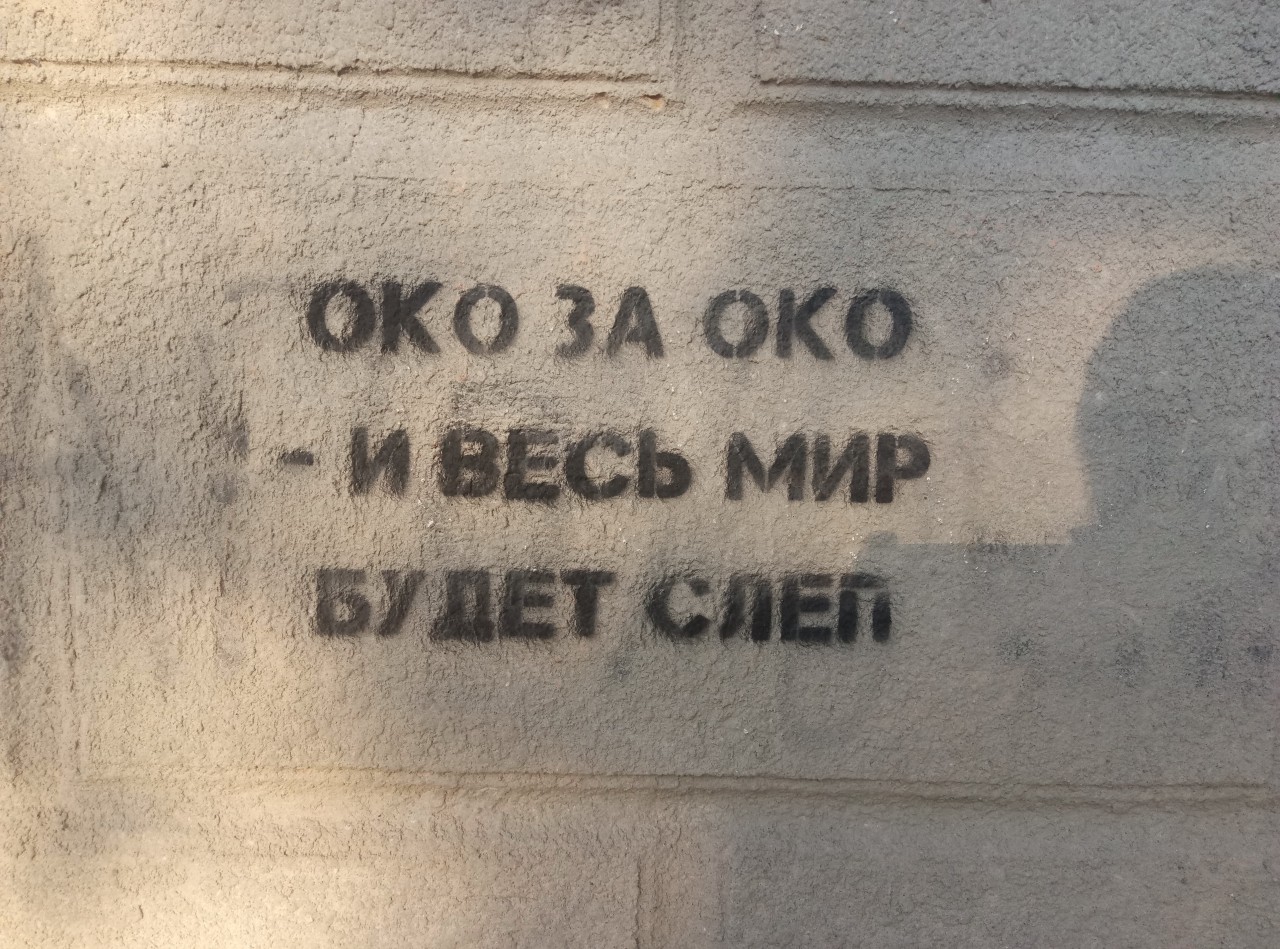 ОКО ЗА ОКО
- И ВЕСЬ МИР
БУДЕТ СЛЕП